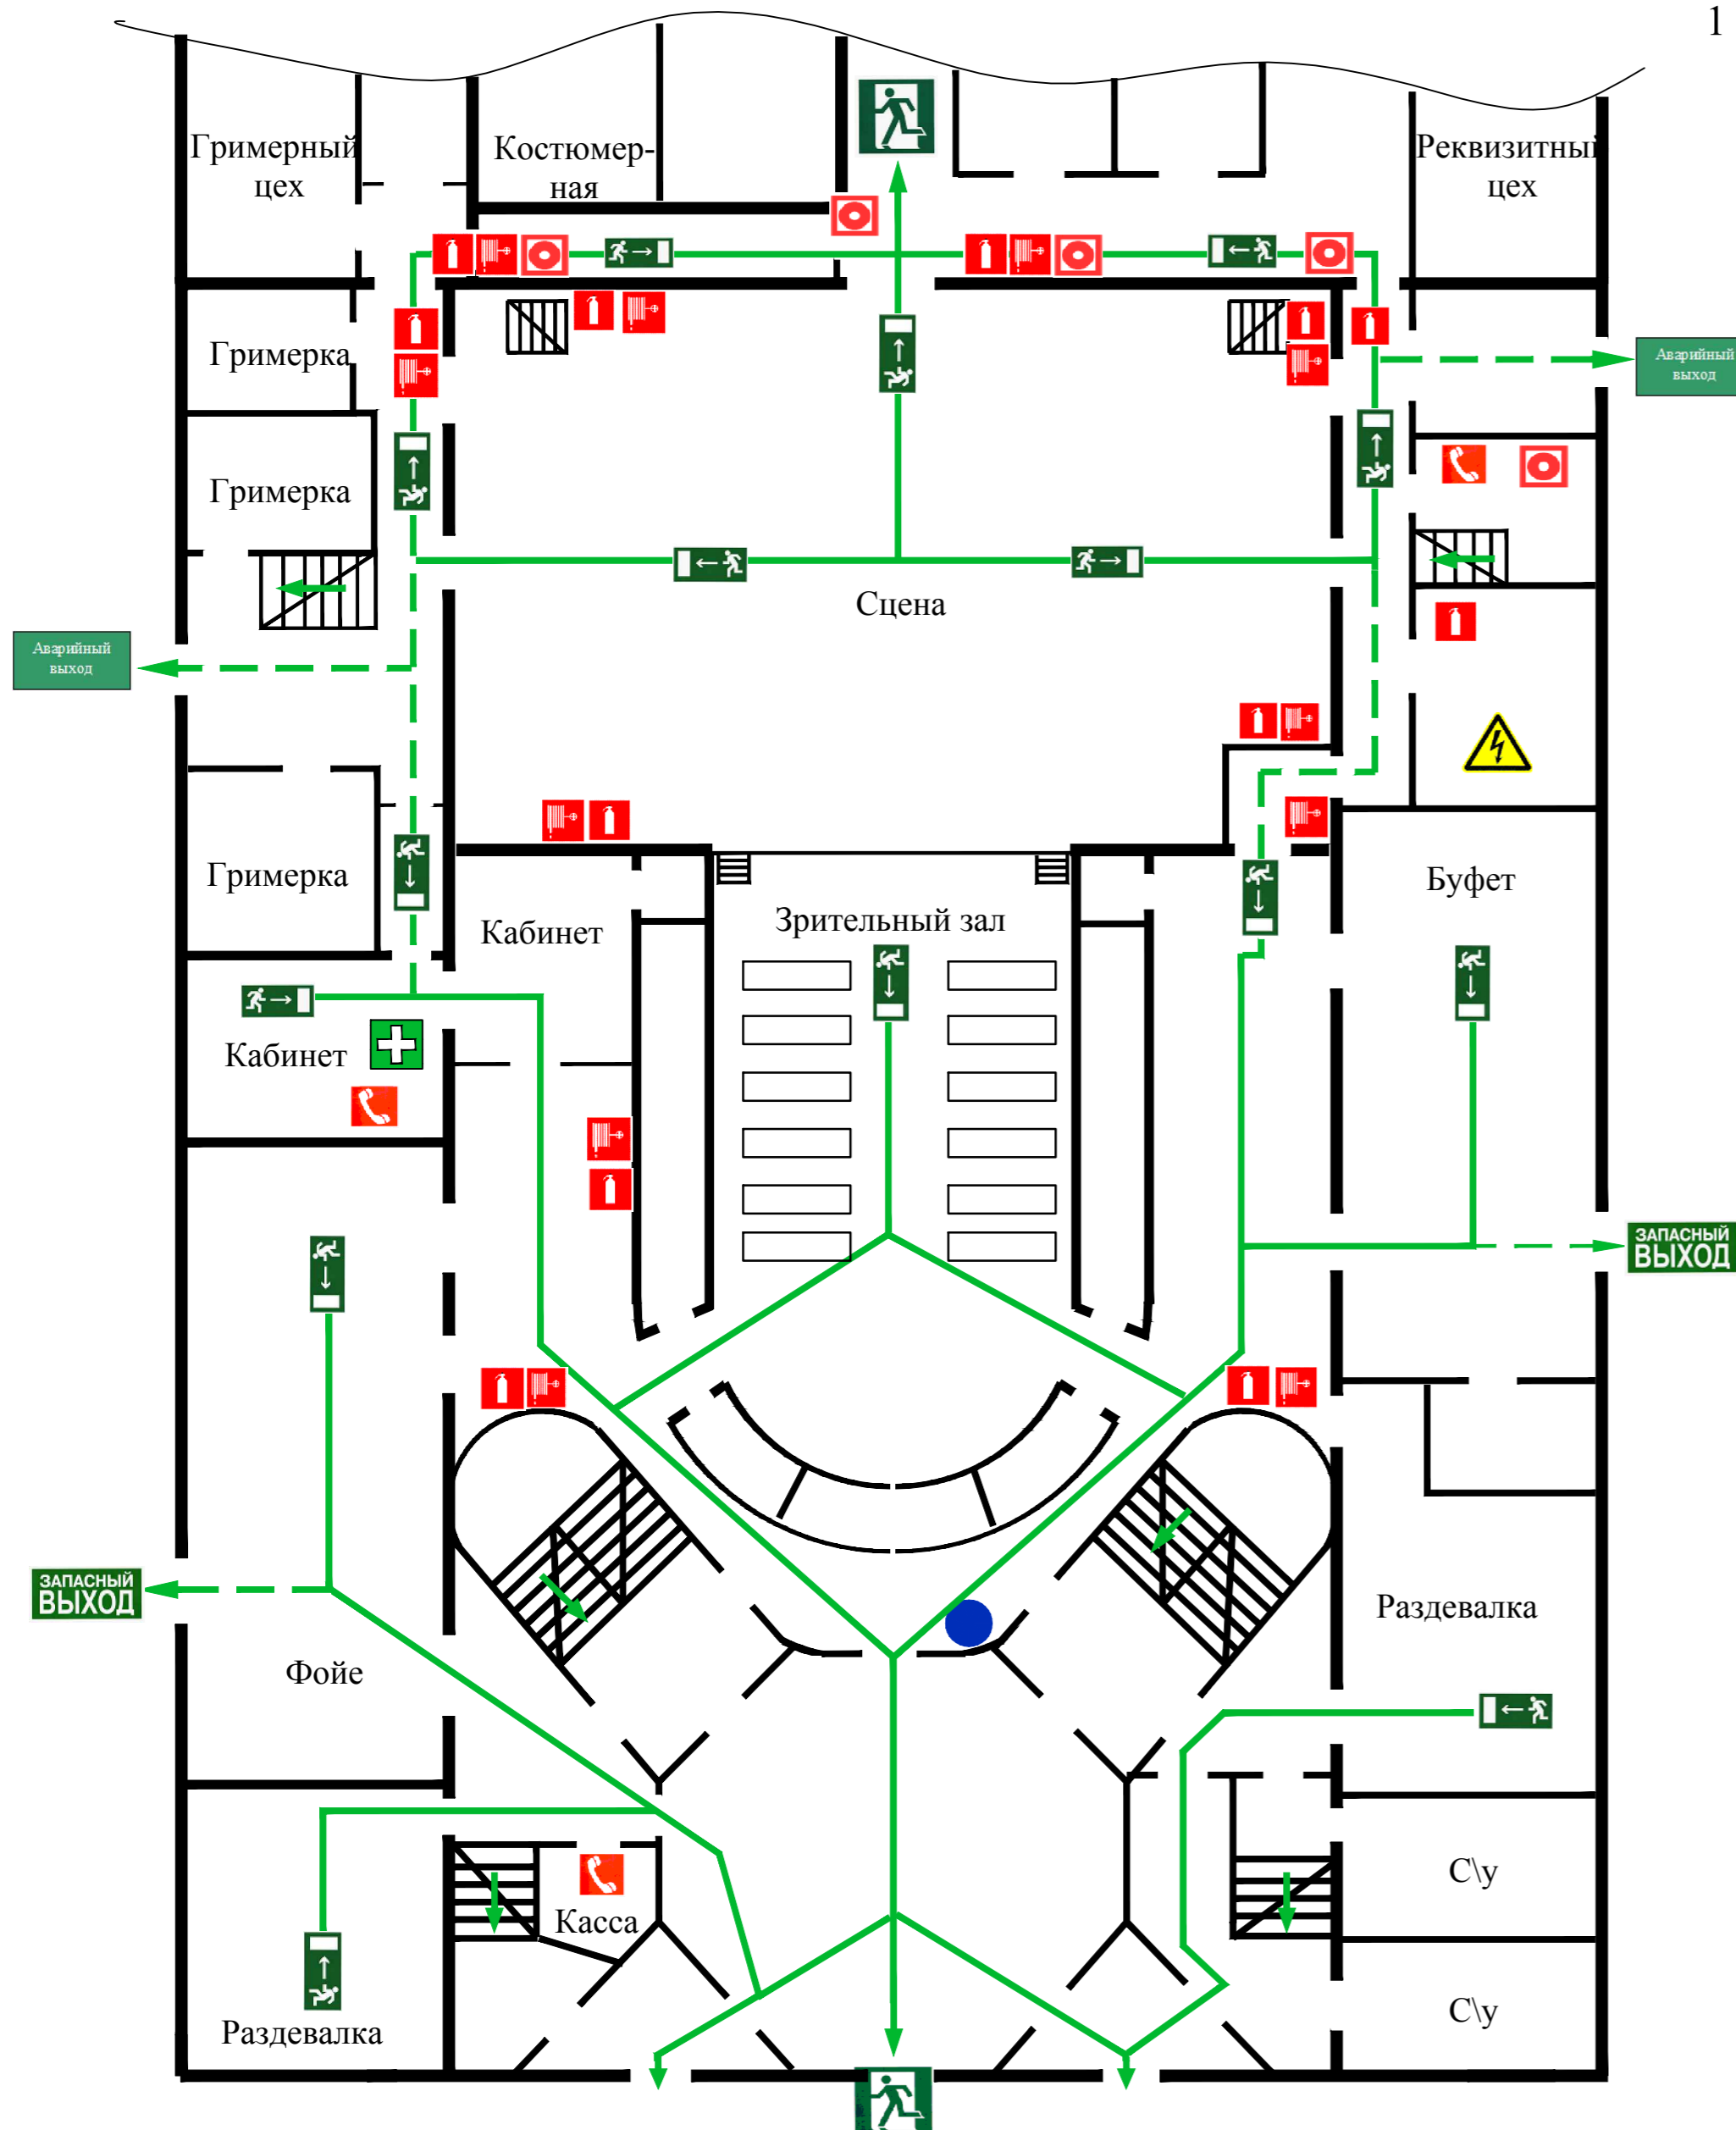 1
Гримерный
цех
Костюмер-
ная
Реквизитны
цех
Гримерка
Аварийный
выход
Гримерка
Сцена
Аварийный
выход
Гримерка
Буфет
Зрительный зал
Кабинет
Кабинет
ЗАПАСНЫЙ
ВЫХОД
ЗАПАСНЫЙ
ВЫХОД
Раздевалка
Фойе
С\у
Касса
С\у
Раздевалка